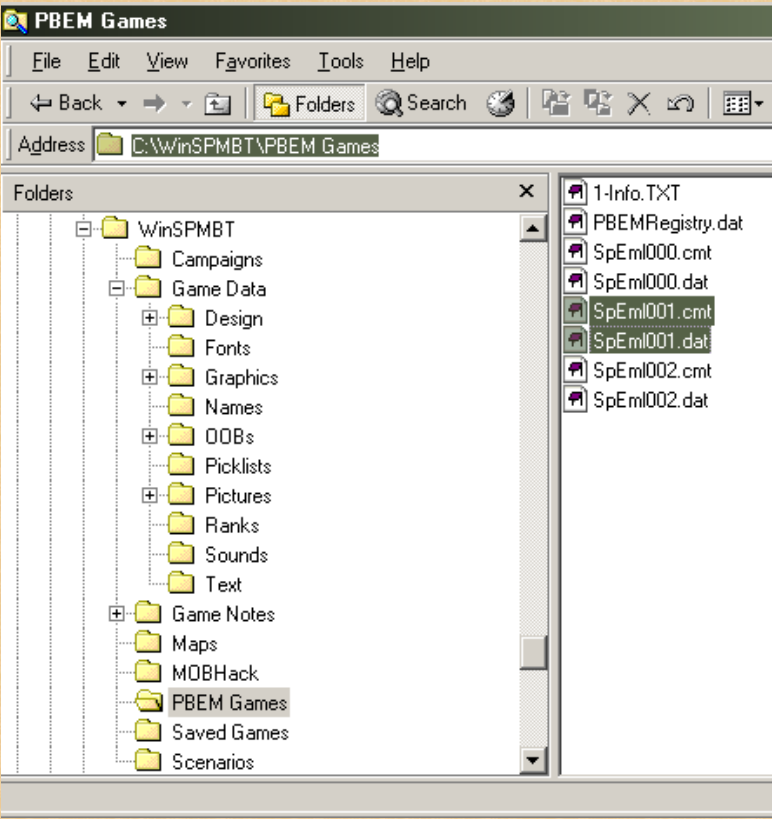 PBEM Games
File Edit View Favorites Tools Help
Back Folders Search
Address C:\WinSPMBT\PBEM Games
Folders
WinSPMBT
Campaigns
Game Data
Design
Fonts
Graphics
Names
OOBs
Picklists
Pictures
Ranks
Sounds
Text
Game Notes
Maps
MOBHack
PBEM Games
Saved Games
Scenarios
1-Info.TXT
PBEMRegistry.dat
SpEml000.cmt
SpEml000.dat
SpEml001.cmt
SpEml001.dat
SpEml002.cmt
SpEml002.dat